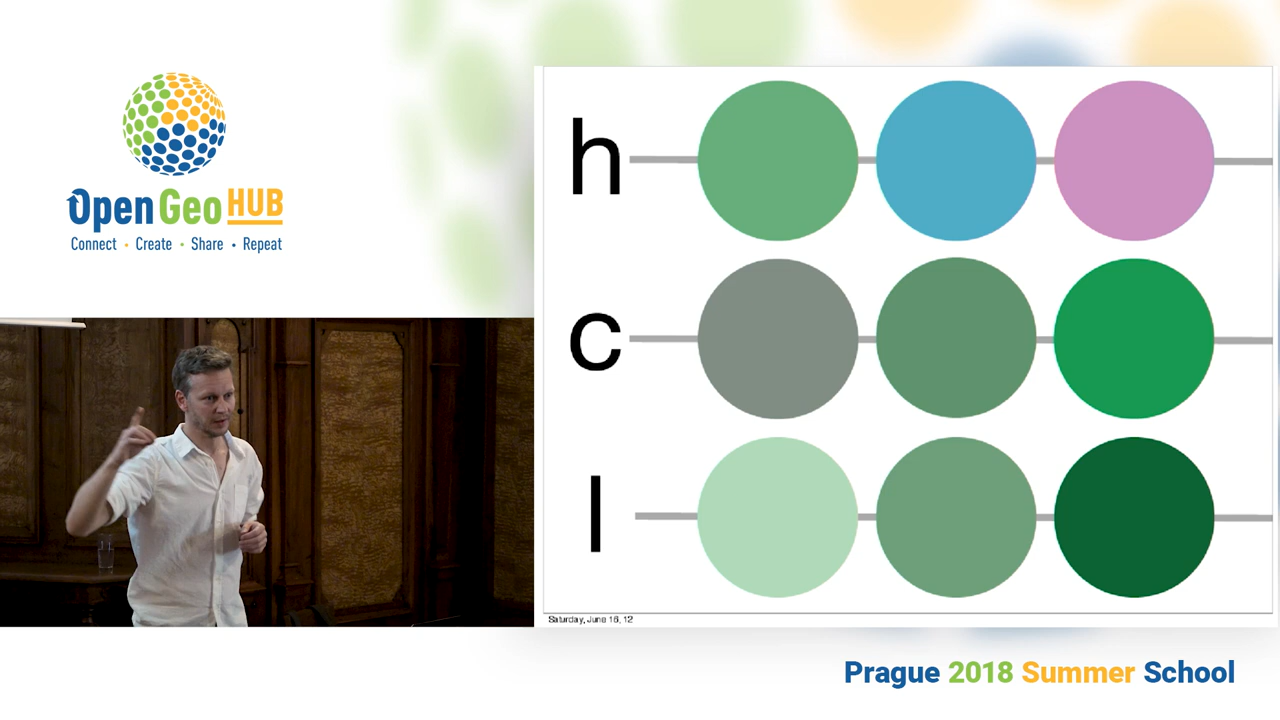 Open Geo HUB
Connect • Create • Share • Repeat
h
c
l
Saturday, June 16, 12
Prague 2018 Summer School